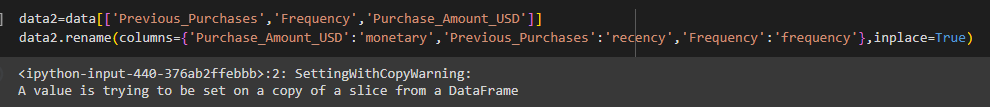 ]
data2=data[['Previous_Purchases','Frequency','Purchase_Amount_USD']]
data2.rename(columns={'Purchase_Amount_USD':'monetary','Previous_Purchases':'recency','Frequency':'frequency'},inplace=True)
<ipython-input-440-376ab2ffebbb>:2: SettingWithCopyWarning:
A value is trying to be set on a copy of a slice from a DataFrame